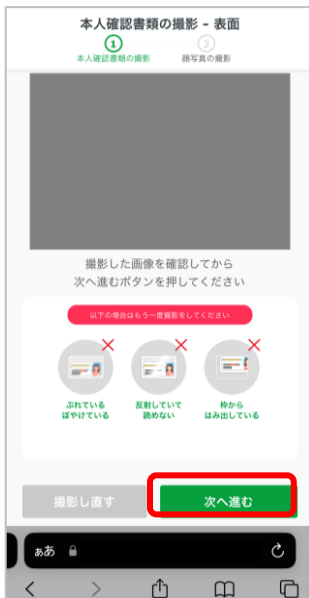 本人確認書類の撮影 - 表面
1
2
本人確認書類の撮影
顔写真の撮影
撮影した画像を確認してから
次へ進むボタンを押してください
以下の場合はもう一度撮影をしてください
ぶれている
ぼやけている
反射していて
読めない
枠から
はみ出している
撮影し直す
次へ進む
ぁあ